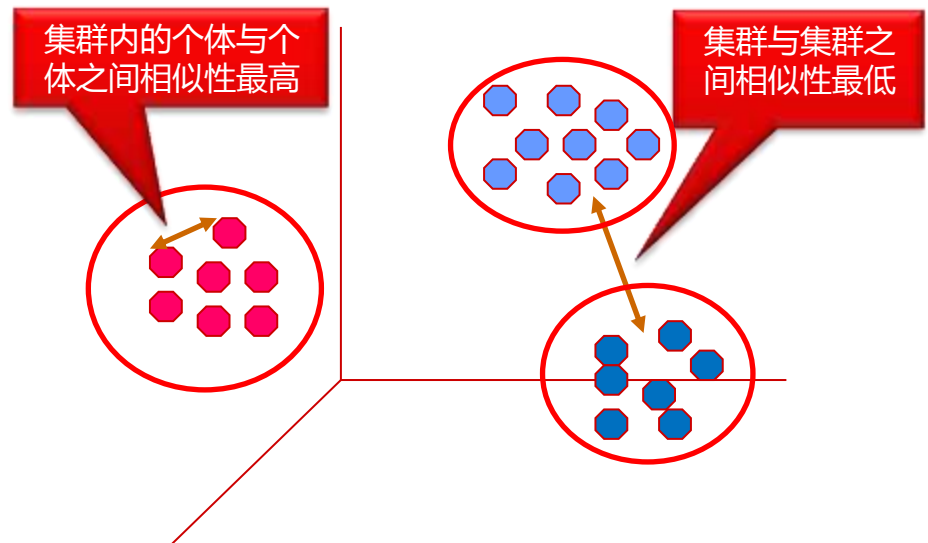 集群内的个体与个
体之间相似性最高
集群与集群之
间相似性最低